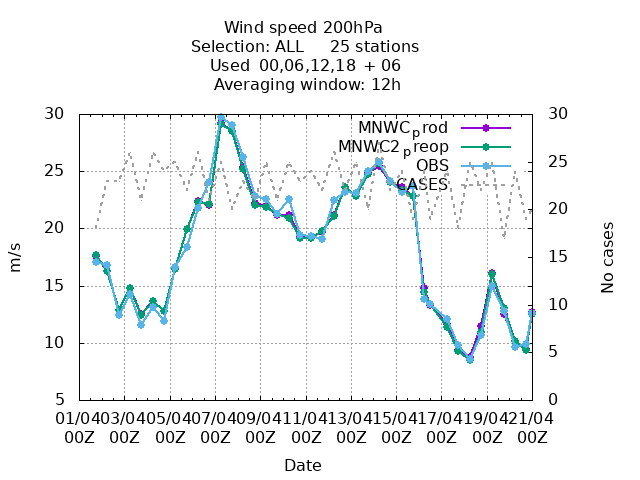 Wind speed 200hPa
Selection: ALL 25 stations
Used 00,06,12,18 + 06
Averaging window: 12h
30 30
MNWCprod
MNWC2preop
OBS
CASES
25 25
20 20
15 15
10 10
5 5
0
m/s
No cases
01/04 03/04 05/04 07/04 09/04 11/04 13/04 15/04 17/04 19/04 21/04
00Z 00Z 00Z 00Z 00Z 00Z 00Z 00Z 00Z 00Z 00Z
Date